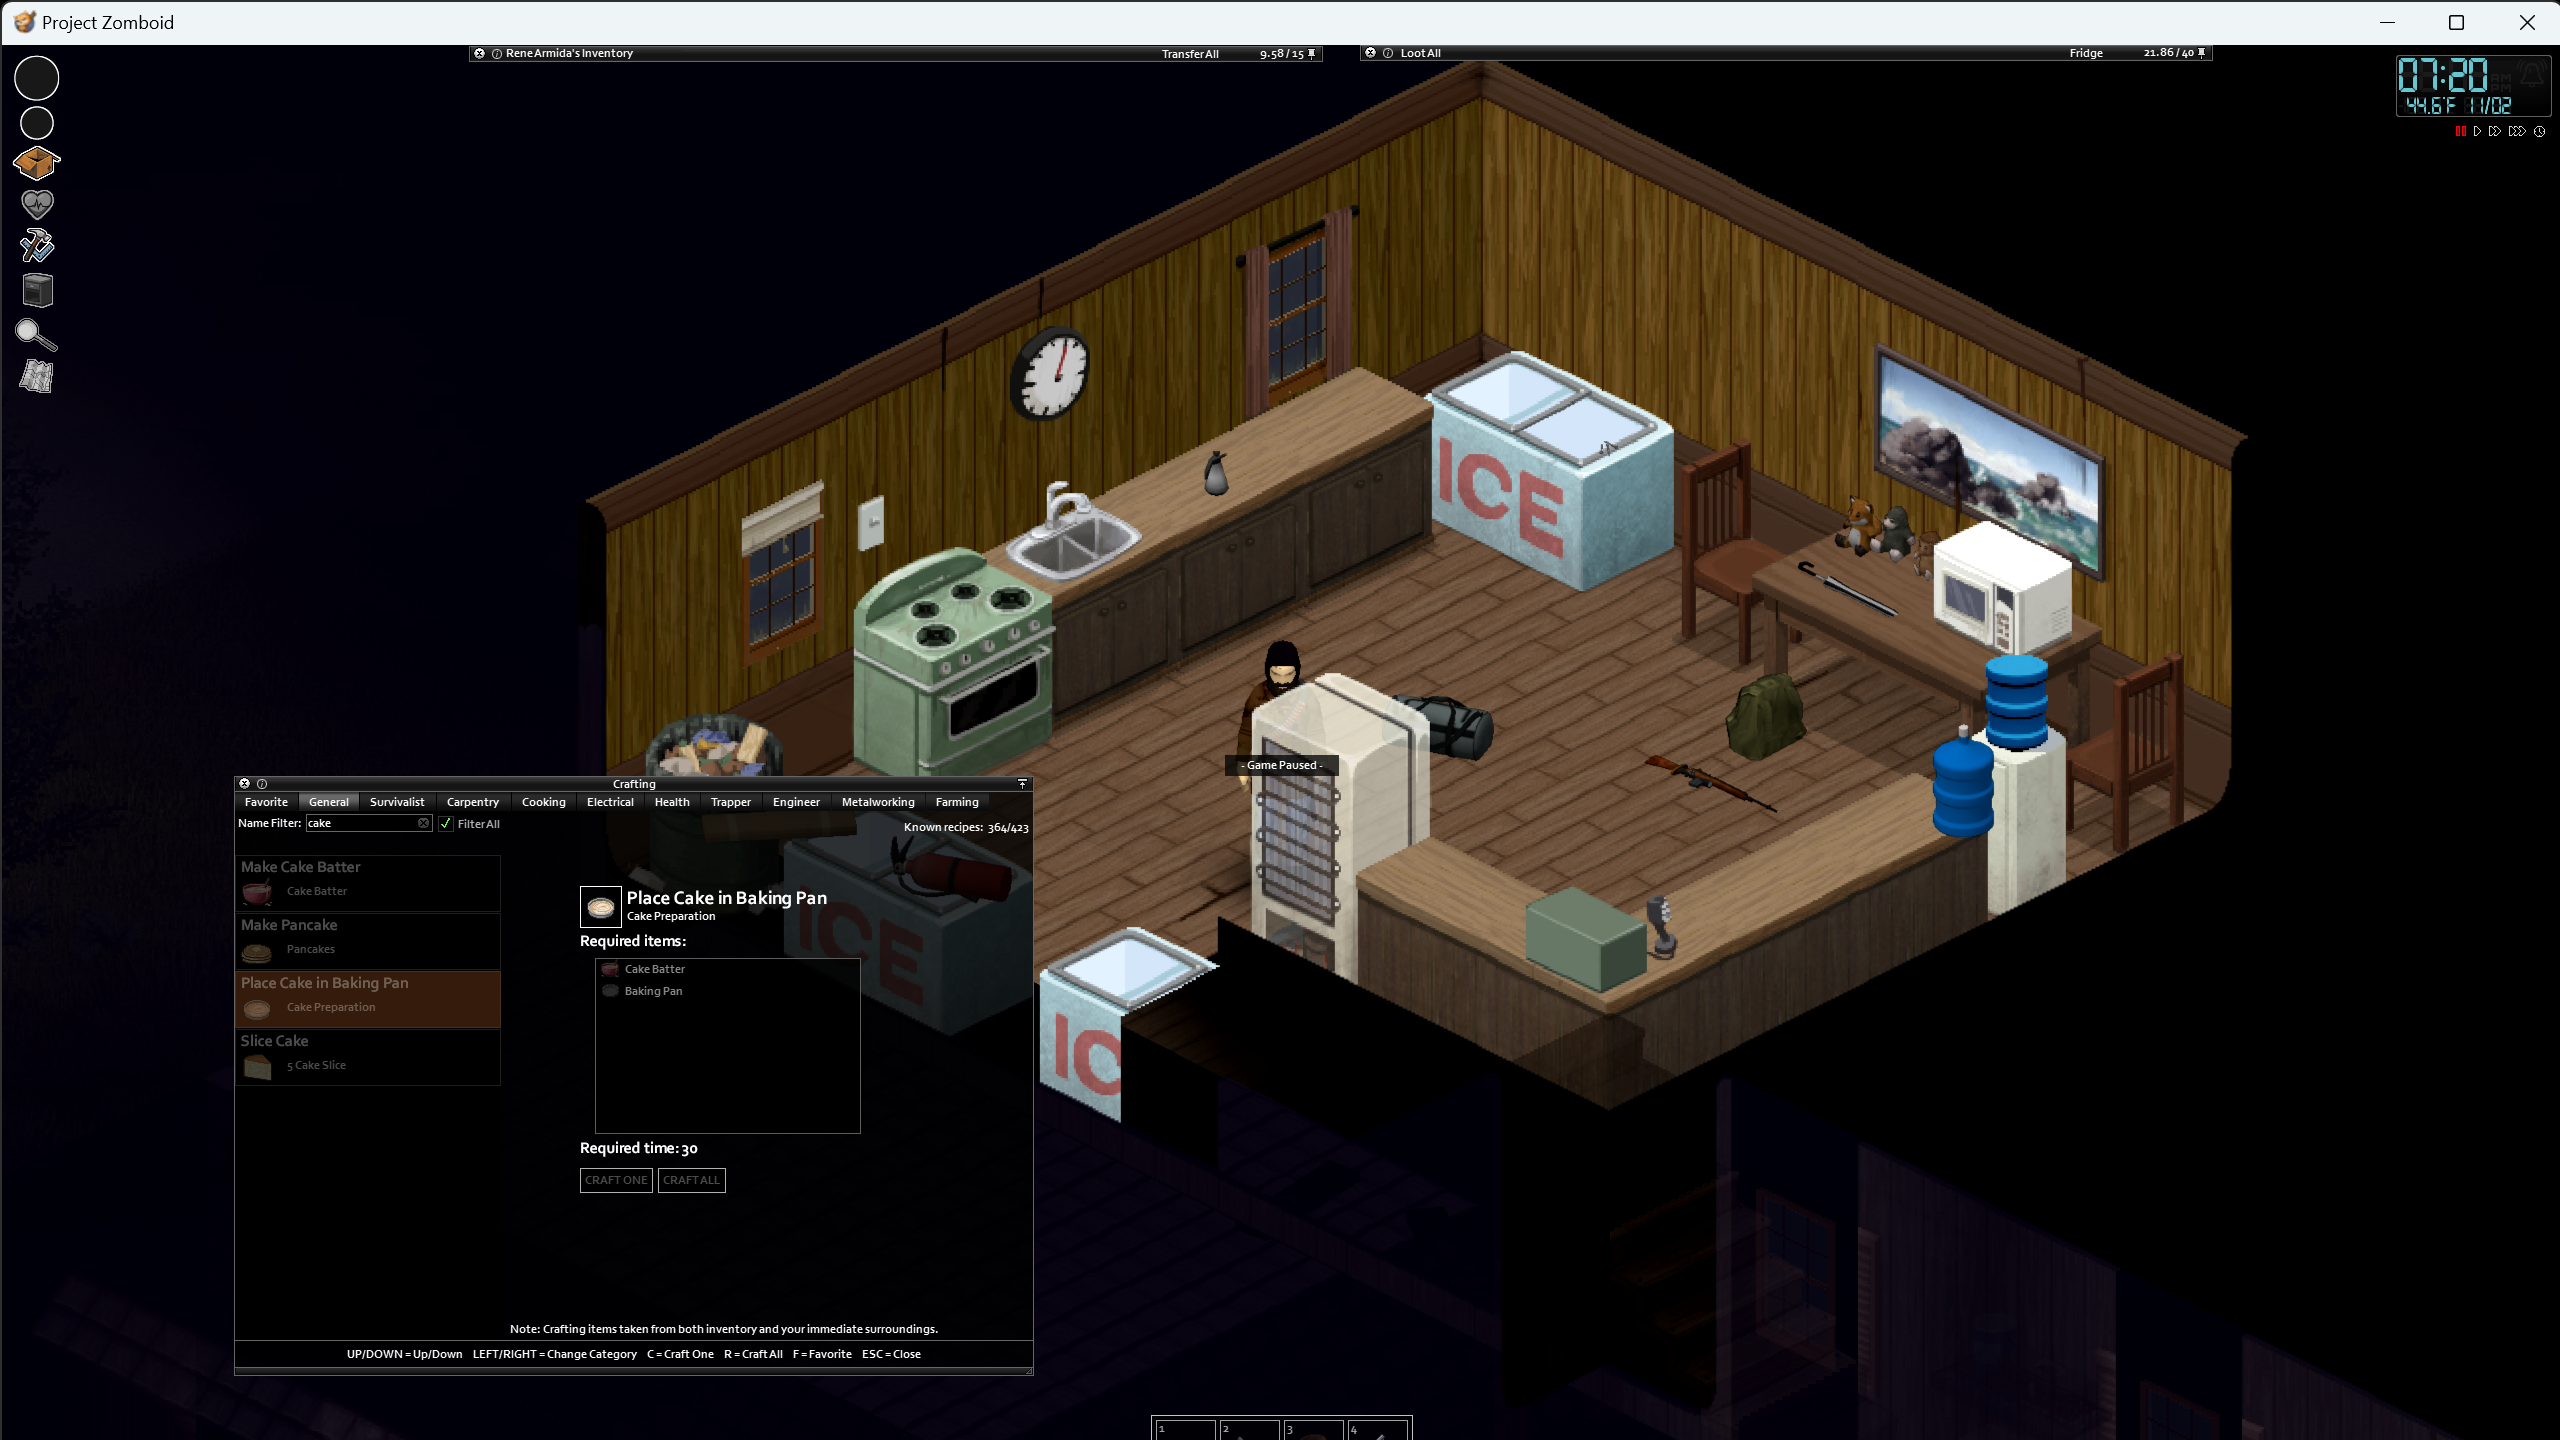 Project Zomboid
Rene Armida's Inventory Transfer All 9.58 / 15
Loot All Fridge 21.86 / 40
07:20 AM PM
44.6°F 11/02
ICE
- Game Paused -
Crafting
Favorite General Survivalist Carpentry Cooking Electrical Health Trapper Engineer Metalworking Farming
Name Filter: cake Filter All
Known recipes: 364/423
Make Cake Batter
Cake Batter
Make Pancake
Pancakes
Place Cake in Baking Pan
Cake Preparation
Slice Cake
5 Cake Slice
Place Cake in Baking Pan
Cake Preparation
Required items:
Cake Batter
Baking Pan
Required time: 30
CRAFT ONE CRAFT ALL
Note: Crafting items taken from both inventory and your immediate surroundings.
UP/DOWN = Up/Down LEFT/RIGHT = Change Category C = Craft One R = Craft All F = Favorite ESC = Close
ICE
IC
1 2 3 4